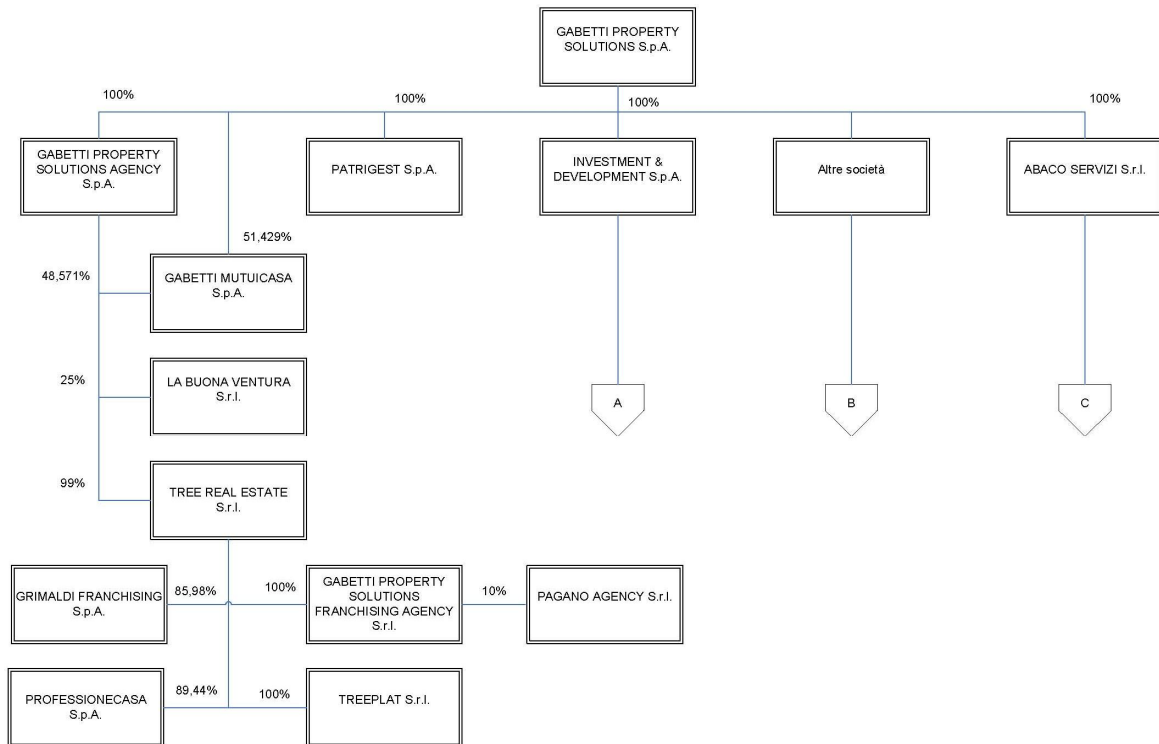 GABETTI PROPERTY
SOLUTIONS S.p.A.
100%
100%
100%
100%
GABETTI PROPERTY
SOLUTIONS AGENCY
S.p.A.
PATRIGEST S.p.A.
INVESTMENT &
DEVELOPMENT S.p.A.
Altre società
ABACO SERVIZI S.r.l.
51,429%
48,571%
GABETTI MUTUICASA
S.p.A.
25%
LA BUONA VENTURA
S.r.l.
A
B
C
99%
TREE REAL ESTATE
S.r.l.
GRIMALDI FRANCHISING
S.p.A.
85,98%
100%
GABETTI PROPERTY
SOLUTIONS
FRANCHISING AGENCY
S.r.l.
10%
PAGANO AGENCY S.r.l.
PROFESSIONECASA
S.p.A.
89,44%
100%
TREEPLAT S.r.l.